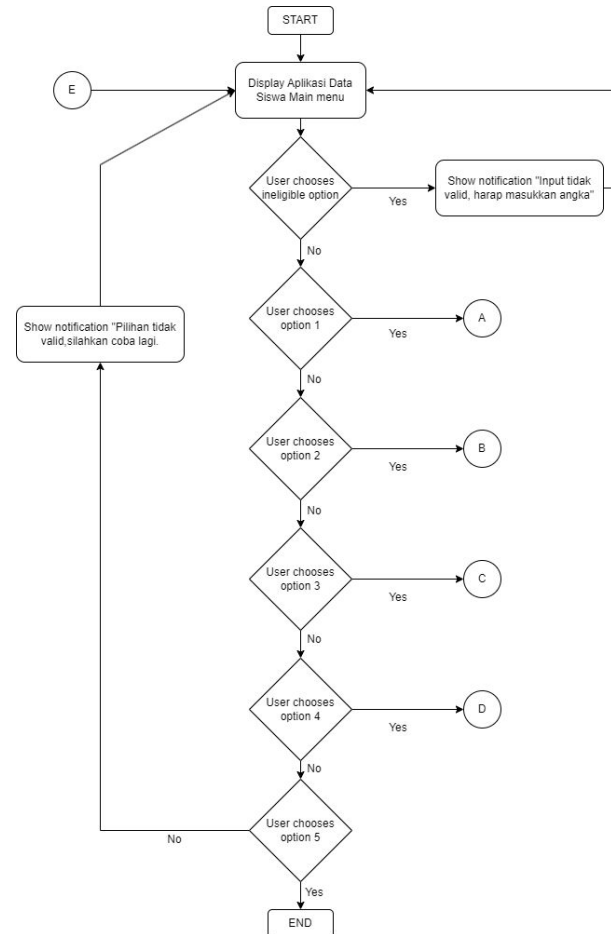 START
E
Display Aplikasi Data
Siswa Main menu
User chooses
ineligible option
Yes
Show notification "Input tidak
valid, harap masukkan angka"
No
User chooses
option 1
Yes
A
Show notification "Pilihan tidak
valid,silahkan coba lagi.
No
User chooses
option 2
Yes
B
No
User chooses
option 3
Yes
C
No
User chooses
option 4
Yes
D
No
User chooses
option 5
No
Yes
END